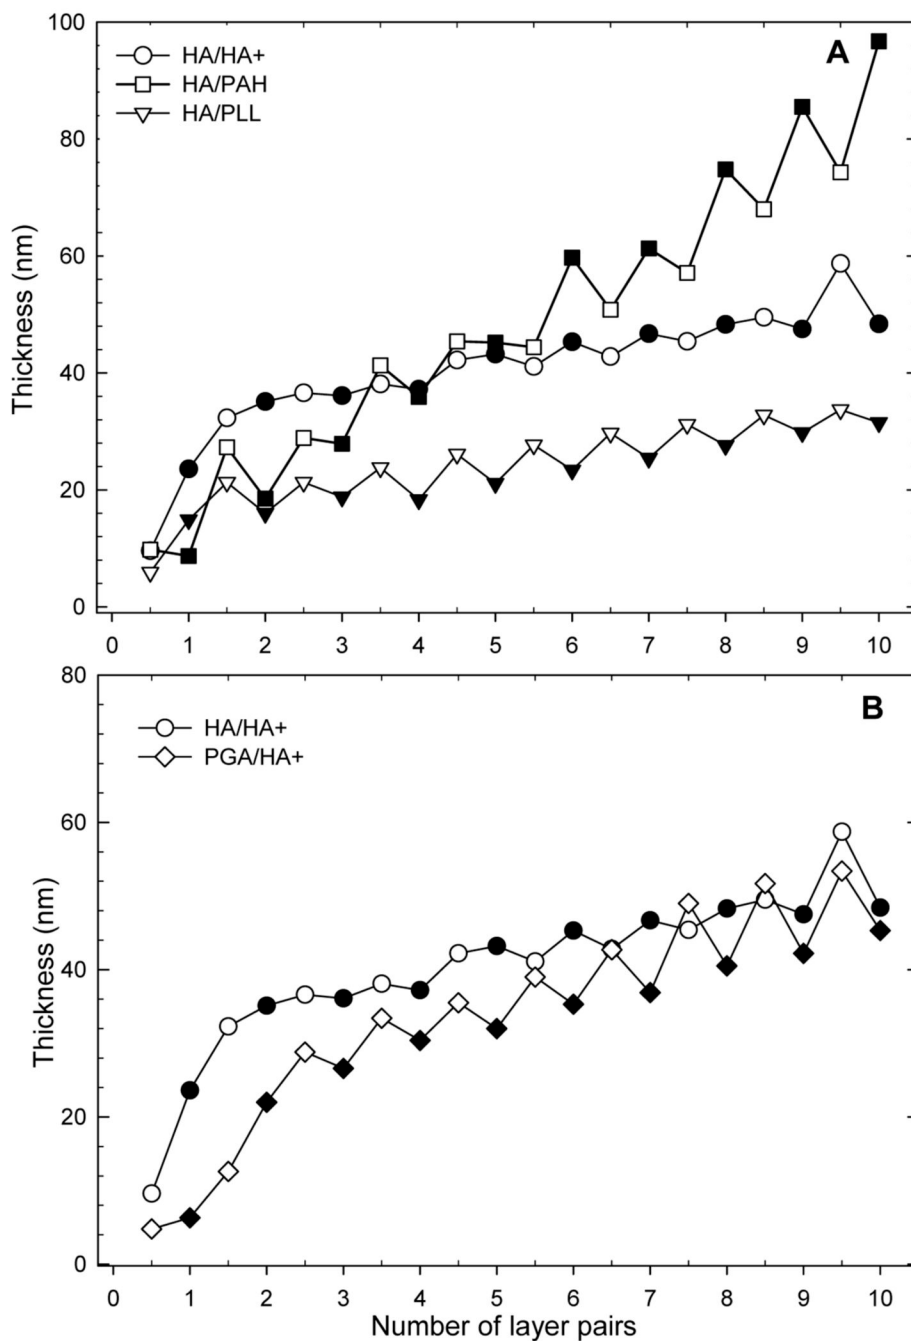 100
A
HA/HA+
HA/PAH
HA/PLL
80
60
40
20
0
Thickness (nm)
0 1 2 3 4 5 6 7 8 9 10
80
B
HA/HA+
PGA/HA+
60
40
20
0
Thickness (nm)
0 1 2 3 4 5 6 7 8 9 10
Number of layer pairs